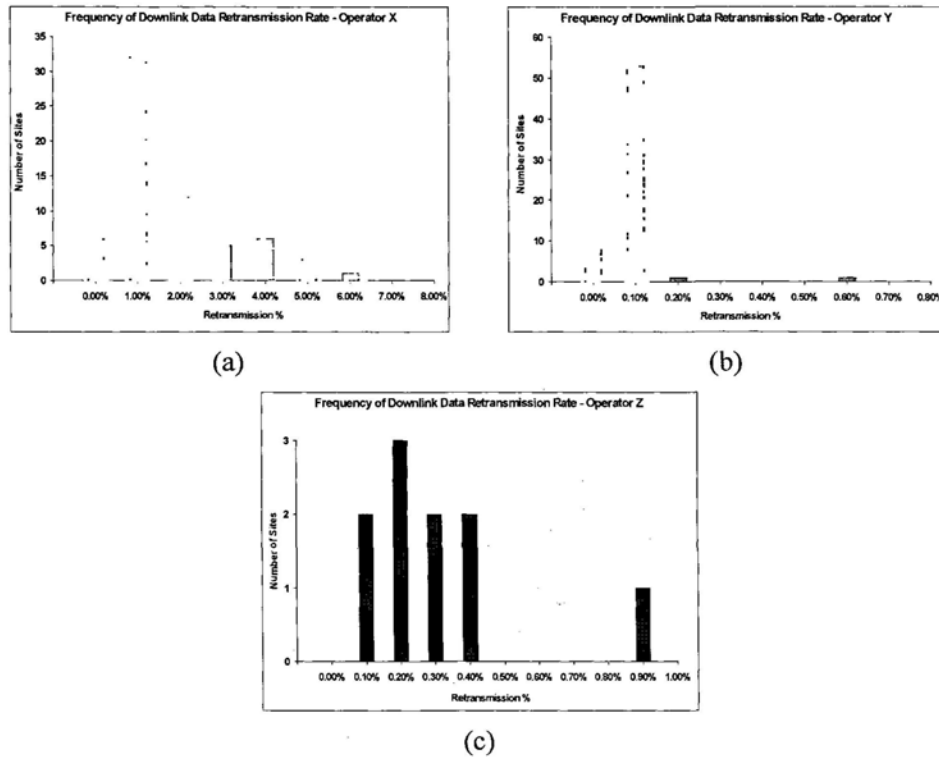 Frequency of Downlink Data Retransmission Rate - Operator X
35
30
25
20
15
10
5
0
Number of Sites
0.00% 1.00% 2.00% 3.00% 4.00% 5.00% 6.00% 7.00% 8.00%
Retransmission %
(a)
Frequency of Downlink Data Retransmission Rate - Operator Y
60
50
40
30
20
10
0
Number of Sites
0.00% 0.10% 0.20% 0.30% 0.40% 0.50% 0.60% 0.70% 0.80%
Retransmission %
(b)
Frequency of Downlink Data Retransmission Rate - Operator Z
3
2
1
0
Number of Sites
0.00% 0.10% 0.20% 0.30% 0.40% 0.50% 0.60% 0.70% 0.80% 0.90% 1.00%
Retransmission %
(c)